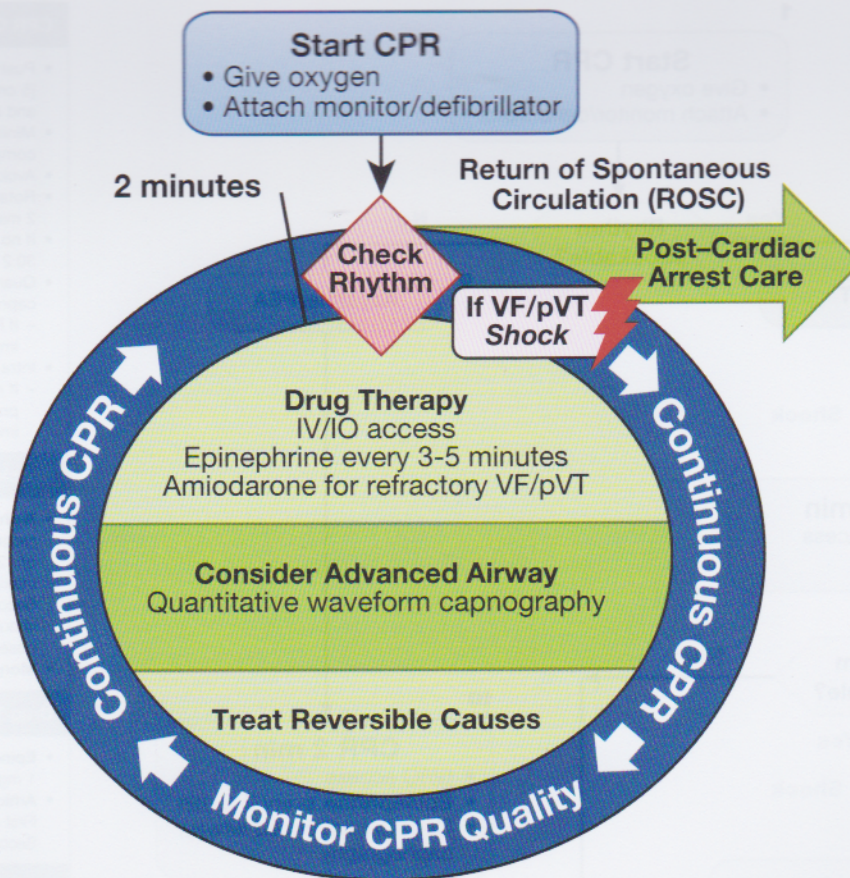 Start CPR
• Give oxygen
• Attach monitor/defibrillator
2 minutes
Return of Spontaneous
Circulation (ROSC)
Check
Rhythm
Post–Cardiac
Arrest Care
If VF/pVT
Shock
Drug Therapy
IV/IO access
Epinephrine every 3-5 minutes
Amiodarone for refractory VF/pVT
Consider Advanced Airway
Quantitative waveform capnography
Treat Reversible Causes
Continuous CPR
Continuous CPR
Monitor CPR Quality